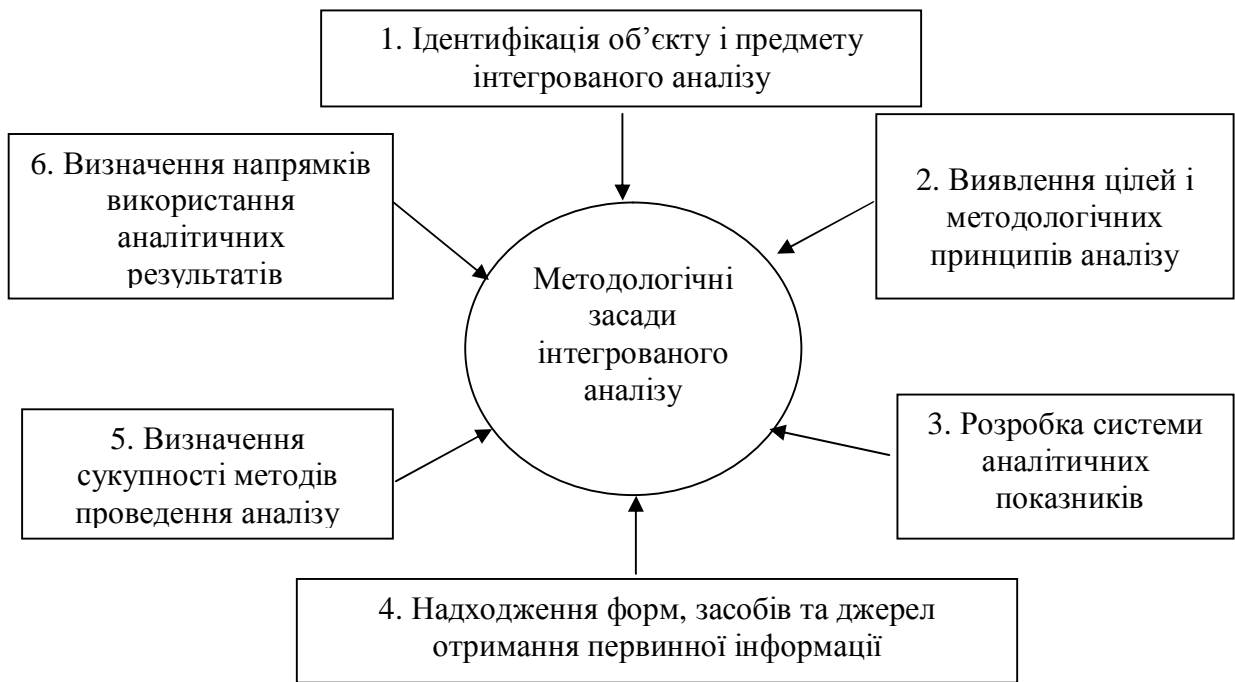 1. Ідентифікація об’єкту і предмету
інтегрованого аналізу
2. Виявлення цілей і
методологічних
принципів аналізу
3. Розробка системи
аналітичних
показників
4. Надходження форм, засобів та джерел
отримання первинної інформації
5. Визначення
сукупності методів
проведення аналізу
6. Визначення напрямків
використання
аналітичних
результатів
Методологічні
засади
інтегрованого
аналізу